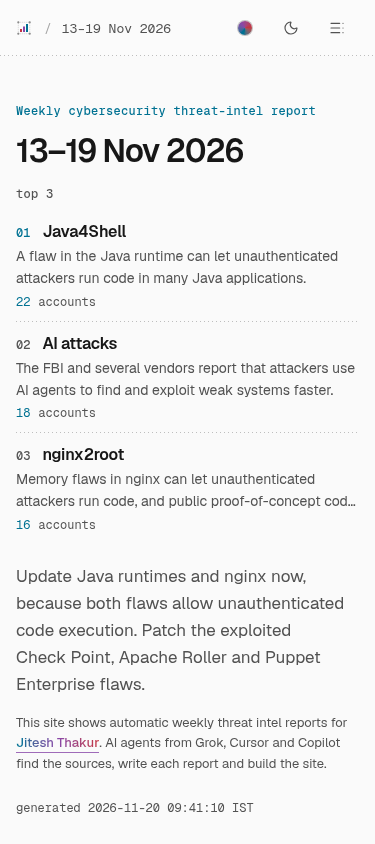 / 13–19 Nov 2026
Weekly cybersecurity threat-intel report
13–19 Nov 2026
top 3
01 Java4Shell
A flaw in the Java runtime can let unauthenticated
attackers run code in many Java applications.
22 accounts
02 AI attacks
The FBI and several vendors report that attackers use
AI agents to find and exploit weak systems faster.
18 accounts
03 nginx2root
Memory flaws in nginx can let unauthenticated
attackers run code, and public proof-of-concept cod…
16 accounts
Update Java runtimes and nginx now,
because both flaws allow unauthenticated
code execution. Patch the exploited
Check Point, Apache Roller and Puppet
Enterprise flaws.
This site shows automatic weekly threat intel reports for
Jitesh Thakur. AI agents from Grok, Cursor and Copilot
find the sources, write each report and build the site.
generated 2026-11-20 09:41:10 IST